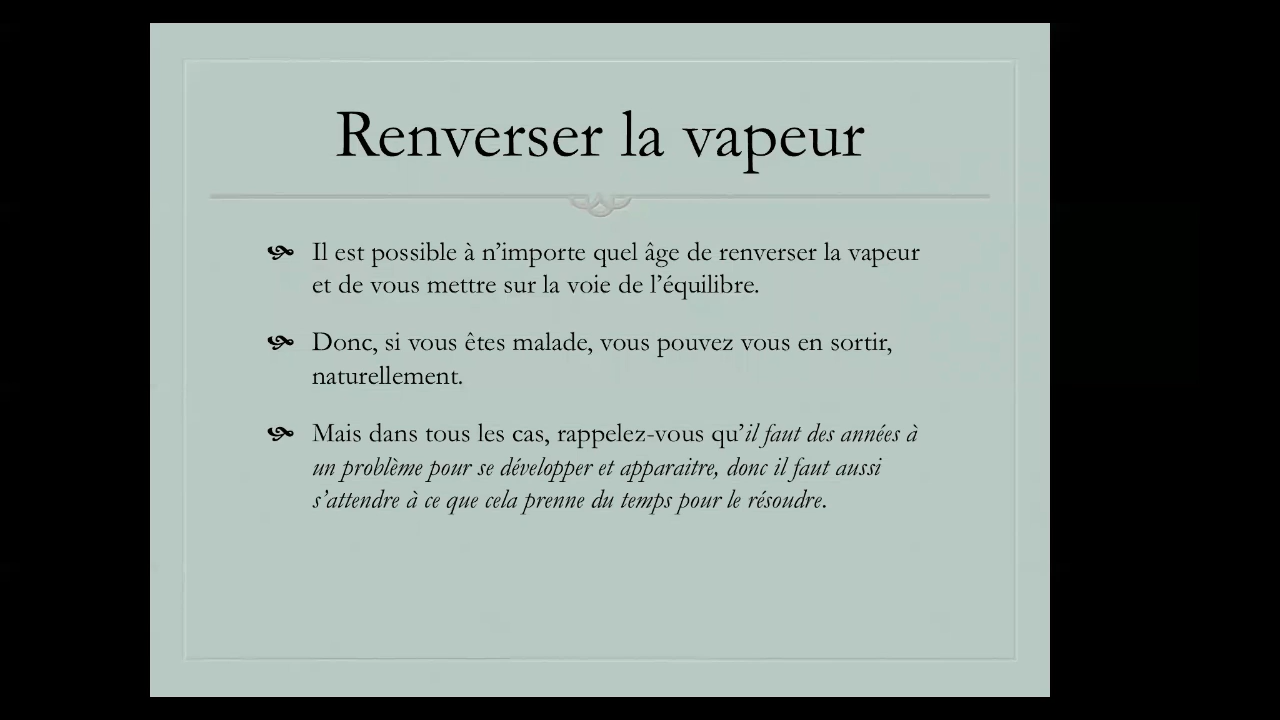 Renverser la vapeur
Il est possible à n’importe quel âge de renverser la vapeur
et de vous mettre sur la voie de l’équilibre.
Donc, si vous êtes malade, vous pouvez vous en sortir,
naturellement.
Mais dans tous les cas, rappelez-vous qu’il faut des années à
un problème pour se développer et apparaitre, donc il faut aussi
s’attendre à ce que cela prenne du temps pour le résoudre.